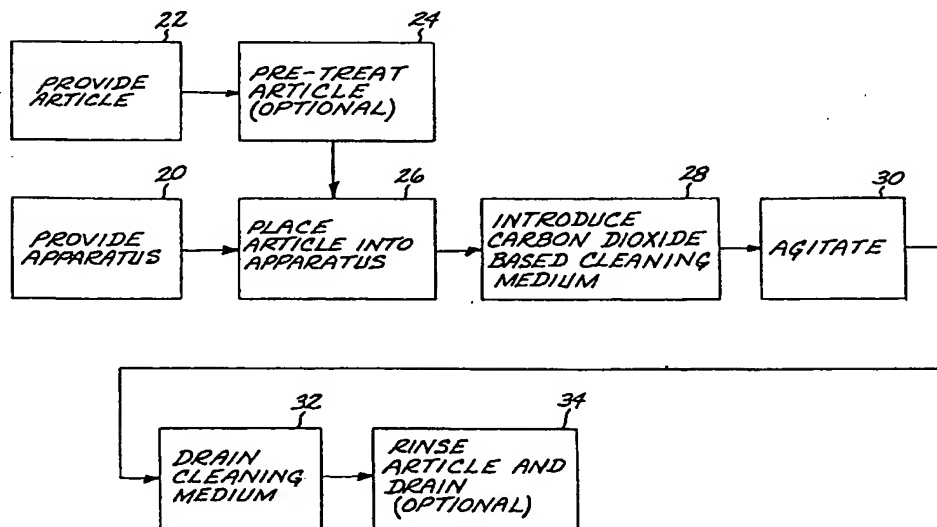 22
PROVIDE
ARTICLE
24
PRE-TREAT
ARTICLE
(OPTIONAL)
20
PROVIDE
APPARATUS
26
PLACE
ARTICLE INTO
APPARATUS
28
INTRODUCE
CARBON DIOXIDE
BASED CLEANING
MEDIUM
30
AGITATE
32
DRAIN
CLEANING
MEDIUM
34
RINSE
ARTICLE AND
DRAIN
(OPTIONAL)